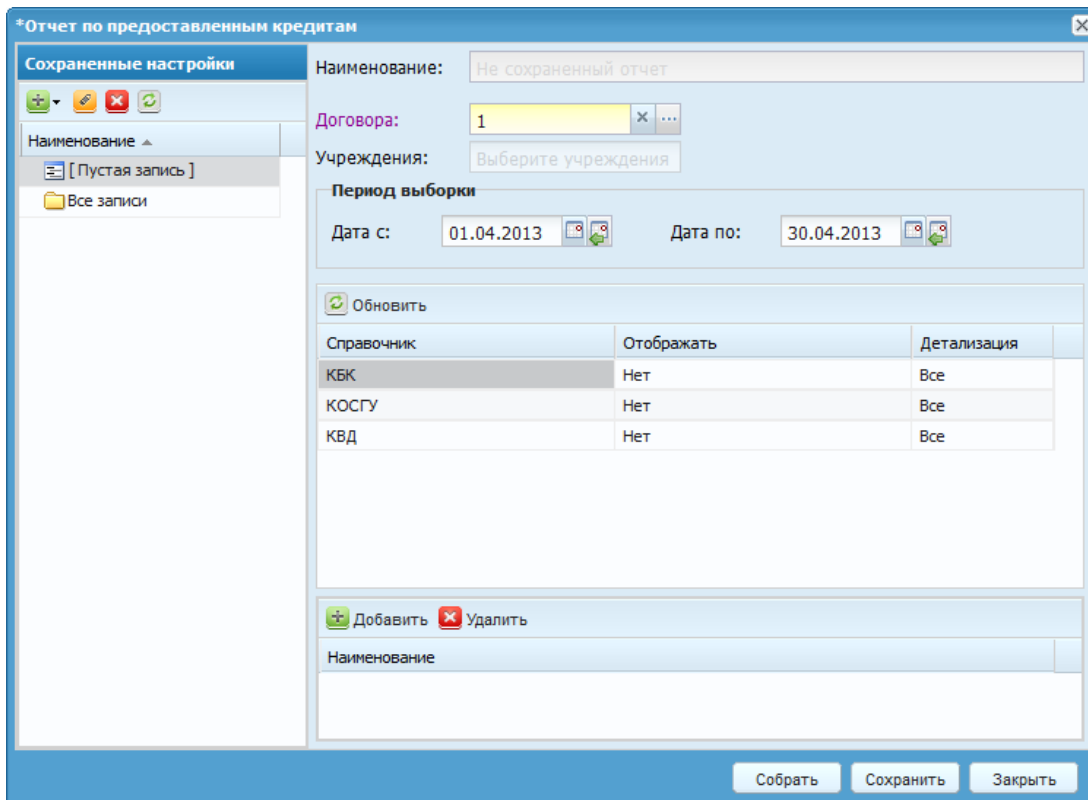 *Отчет по предоставленным кредитам
Сохраненные настройки
Наименование
[ Пустая запись ]
Все записи
Наименование: Не сохраненный отчет
Договора: 1
Учреждения: Выберите учреждения
Период выборки
Дата с: 01.04.2013 Дата по: 30.04.2013
Обновить
Справочник Отображать Детализация
КБК Нет Все
КОСГУ Нет Все
КВД Нет Все
Добавить Удалить
Наименование
Собрать Сохранить Закрыть